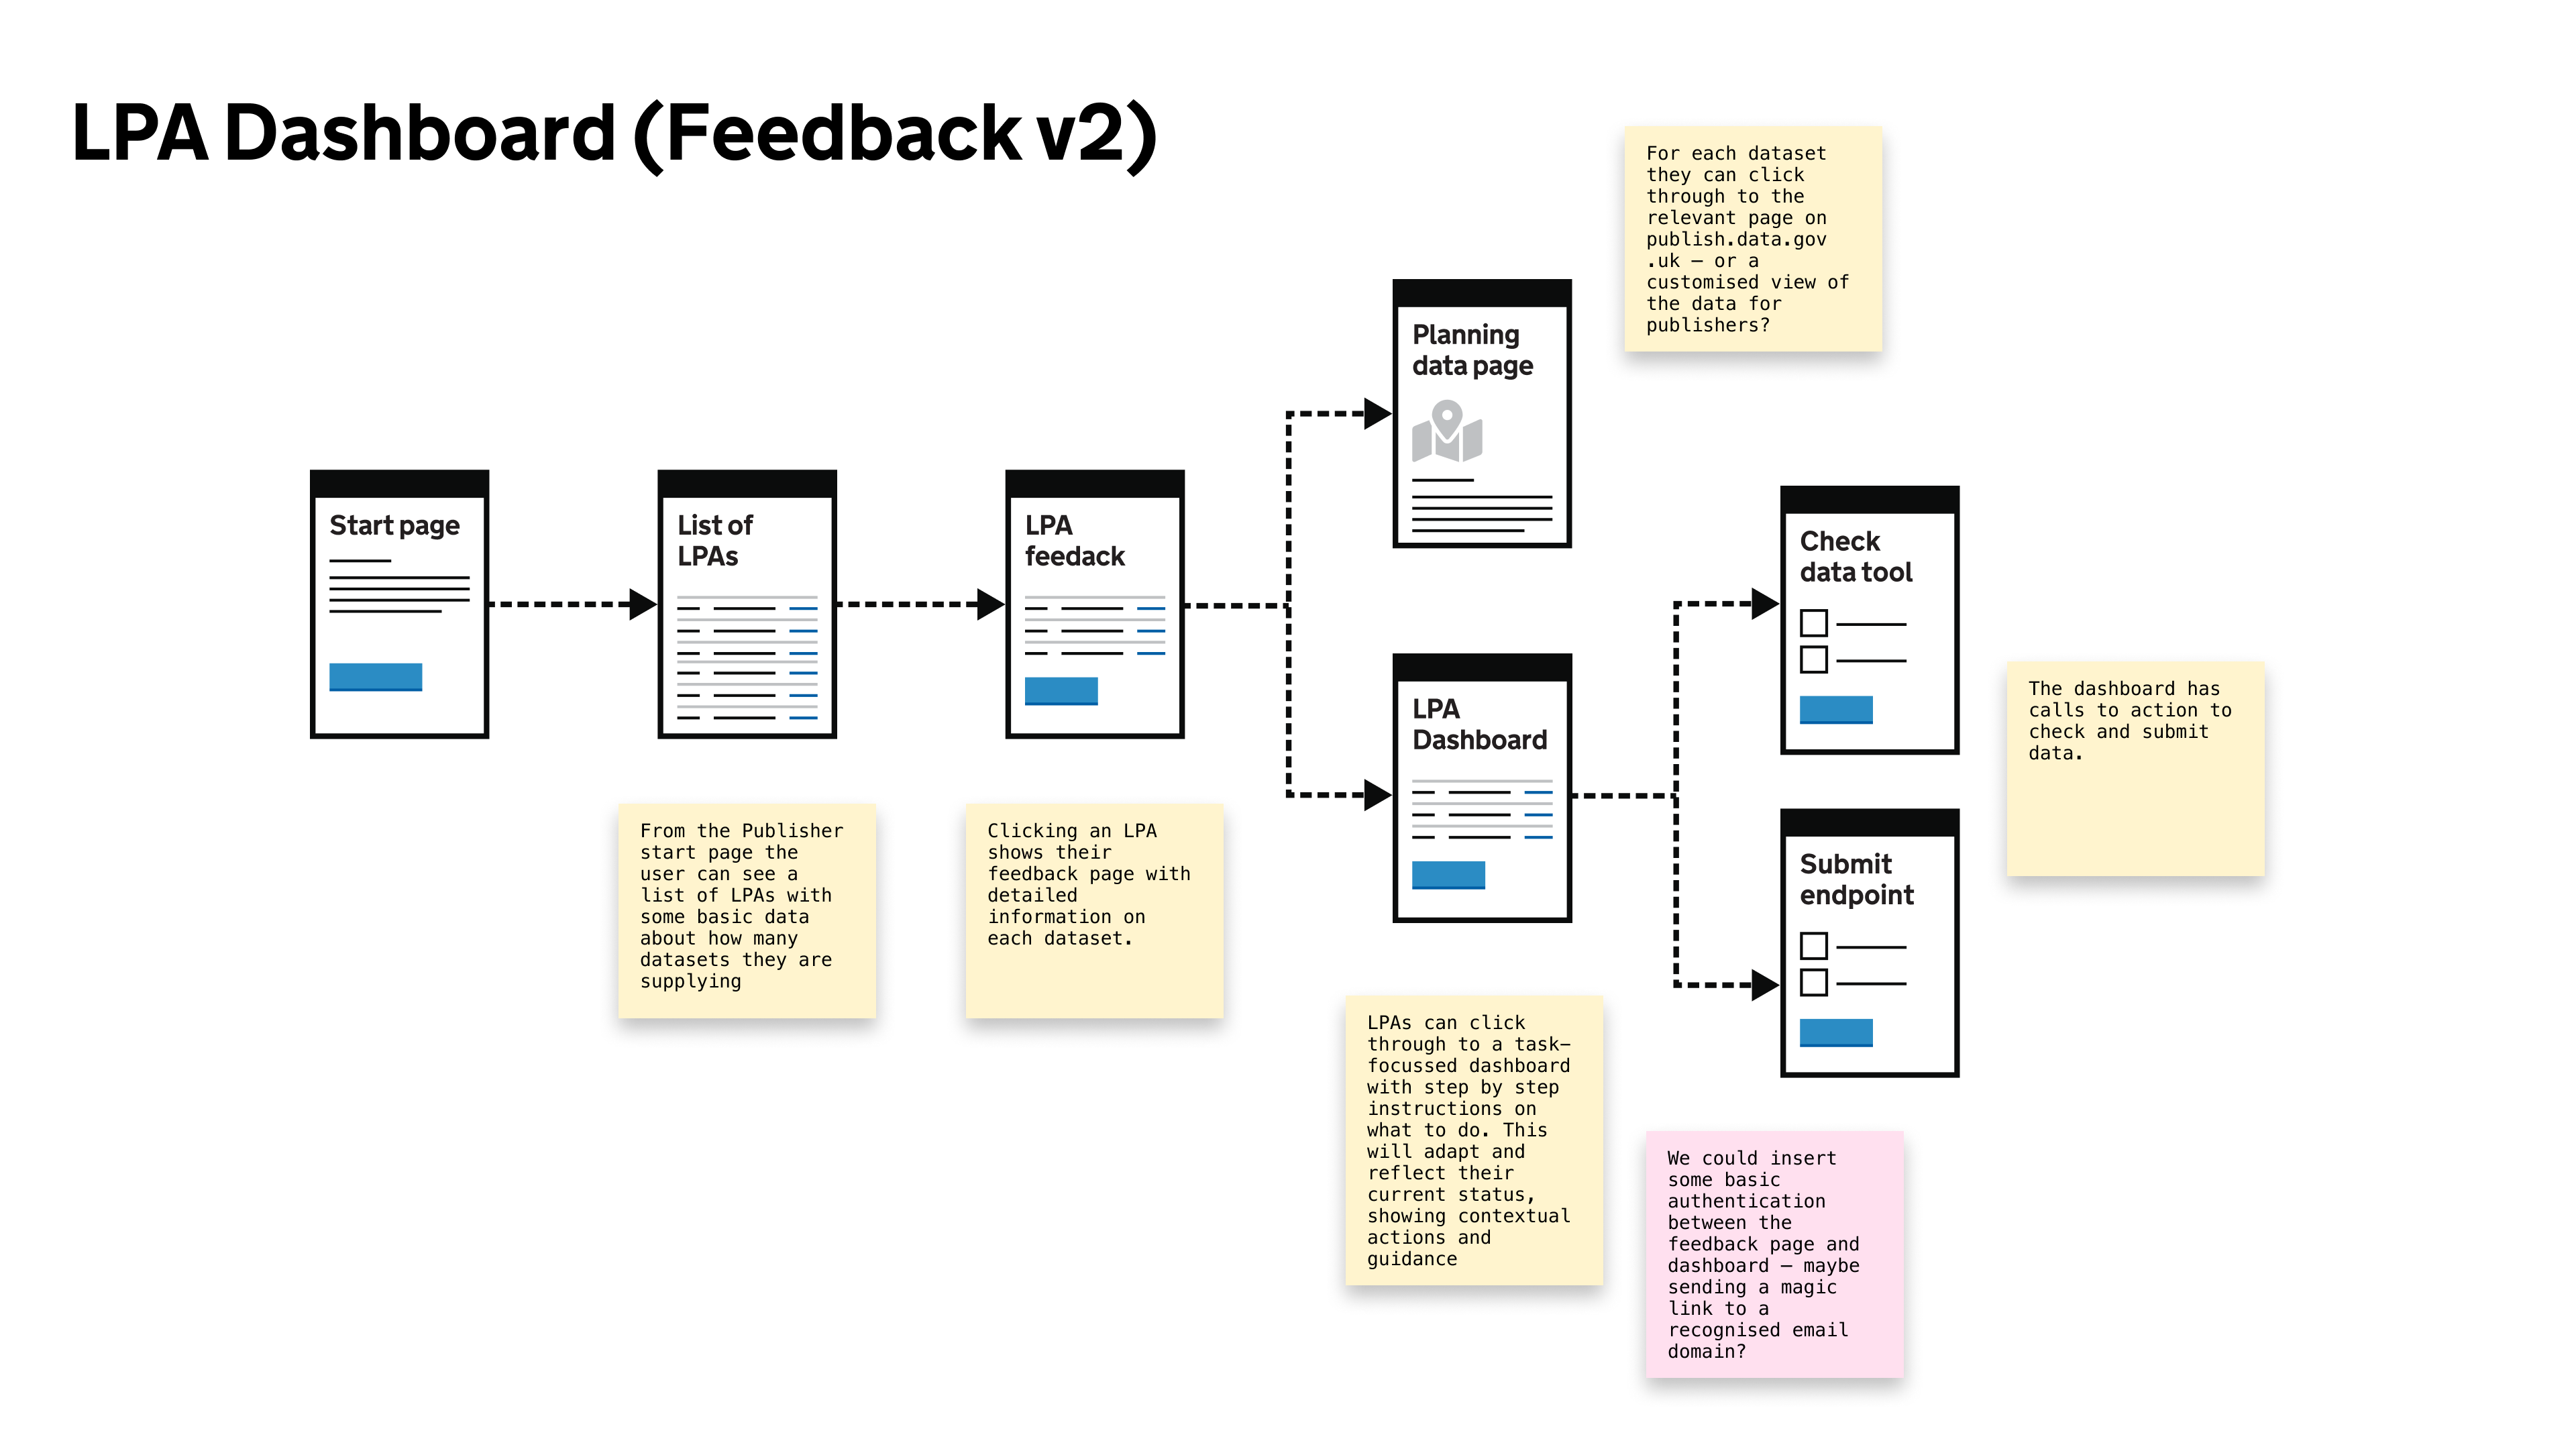 LPA Dashboard (Feedback v2)
For each dataset
they can click
through to the
relevant page on
publish.data.gov
.uk – or a
customised view of
the data for
publishers?
Planning
data page
Start page
List of
LPAs
LPA
feedack
Check
data tool
LPA
Dashboard
The dashboard has
calls to action to
check and submit
data.
Submit
endpoint
From the Publisher
start page the
user can see a
list of LPAs with
some basic data
about how many
datasets they are
supplying
Clicking an LPA
shows their
feedback page with
detailed
information on
each dataset.
LPAs can click
through to a task–
focussed dashboard
with step by step
instructions on
what to do. This
will adapt and
reflect their
current status,
showing contextual
actions and
guidance
We could insert
some basic
authentication
between the
feedback page and
dashboard – maybe
sending a magic
link to a
recognised email
domain?